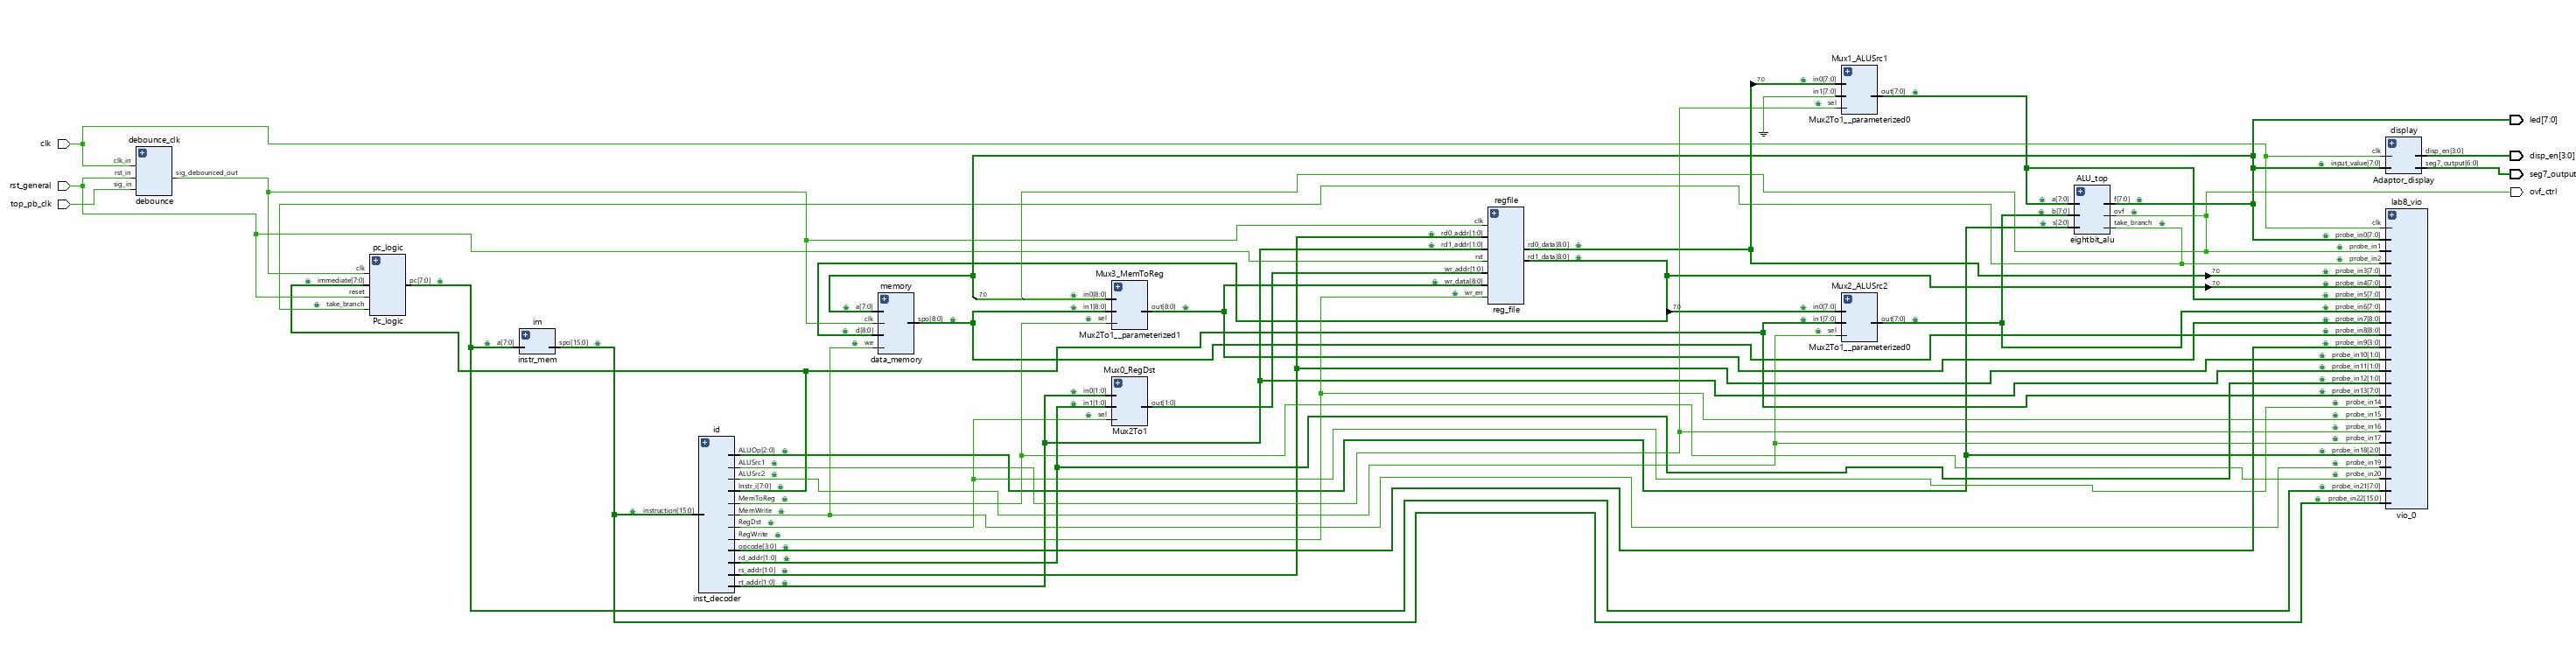 clk
rst_general
top_pb_clk
debounce_clk
clk_in
rst_in
sig_in
sig_debounced_out
debounce
pc_logic
clk
immediate[7:0]
reset
take_branch
pc[7:0]
Pc_logic
im
a[7:0]
spo[15:0]
instr_mem
id
instruction[15:0]
ALUOp[2:0]
ALUSrc1
ALUSrc2
Instr_i[7:0]
MemToReg
MemWrite
RegDst
RegWrite
opcode[3:0]
rd_addr[1:0]
rs_addr[1:0]
rt_addr[1:0]
inst_decoder
memory
a[7:0]
clk
d[8:0]
we
spo[8:0]
data_memory
Mux3_MemToReg
7:0
in0[8:0]
in1[8:0]
sel
out[8:0]
Mux2To1__parameterized1
Mux0_RegDst
in0[1:0]
in1[1:0]
sel
out[1:0]
Mux2To1
regfile
clk
rd0_addr[1:0]
rd1_addr[1:0]
rst
wr_addr[1:0]
wr_data[8:0]
wr_en
rd0_data[8:0]
rd1_data[8:0]
reg_file
Mux1_ALUSrc1
7:0
in0[7:0]
in1[7:0]
sel
out[7:0]
Mux2To1__parameterized0
Mux2_ALUSrc2
7:0
in0[7:0]
in1[7:0]
sel
out[7:0]
Mux2To1__parameterized0
ALU_top
a[7:0]
b[7:0]
s[2:0]
f[7:0]
ovf
take_branch
eightbit_alu
display
clk
input_value[7:0]
disp_en[3:0]
seg7_output[6:0]
Adaptor_display
lab8_vio
clk
probe_in0[7:0]
probe_in1
probe_in2
7:0
probe_in3[7:0]
7:0
probe_in4[7:0]
probe_in5[7:0]
probe_in6[7:0]
probe_in7[8:0]
probe_in8[8:0]
probe_in9[3:0]
probe_in10[1:0]
probe_in11[1:0]
probe_in12[1:0]
probe_in13[7:0]
probe_in14
probe_in15
probe_in16
probe_in17
probe_in18[2:0]
probe_in19
probe_in20
probe_in21[7:0]
probe_in22[15:0]
vio_0
led[7:0]
disp_en[3:0]
seg7_output
ovf_ctrl